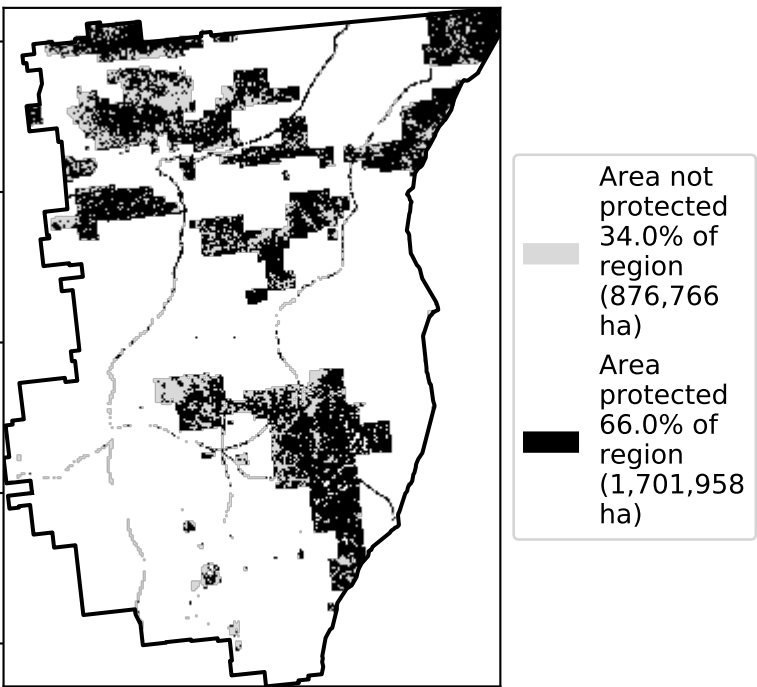 Area not
protected
34.0% of
region
(876,766
ha)
Area
protected
66.0% of
region
(1,701,958
ha)